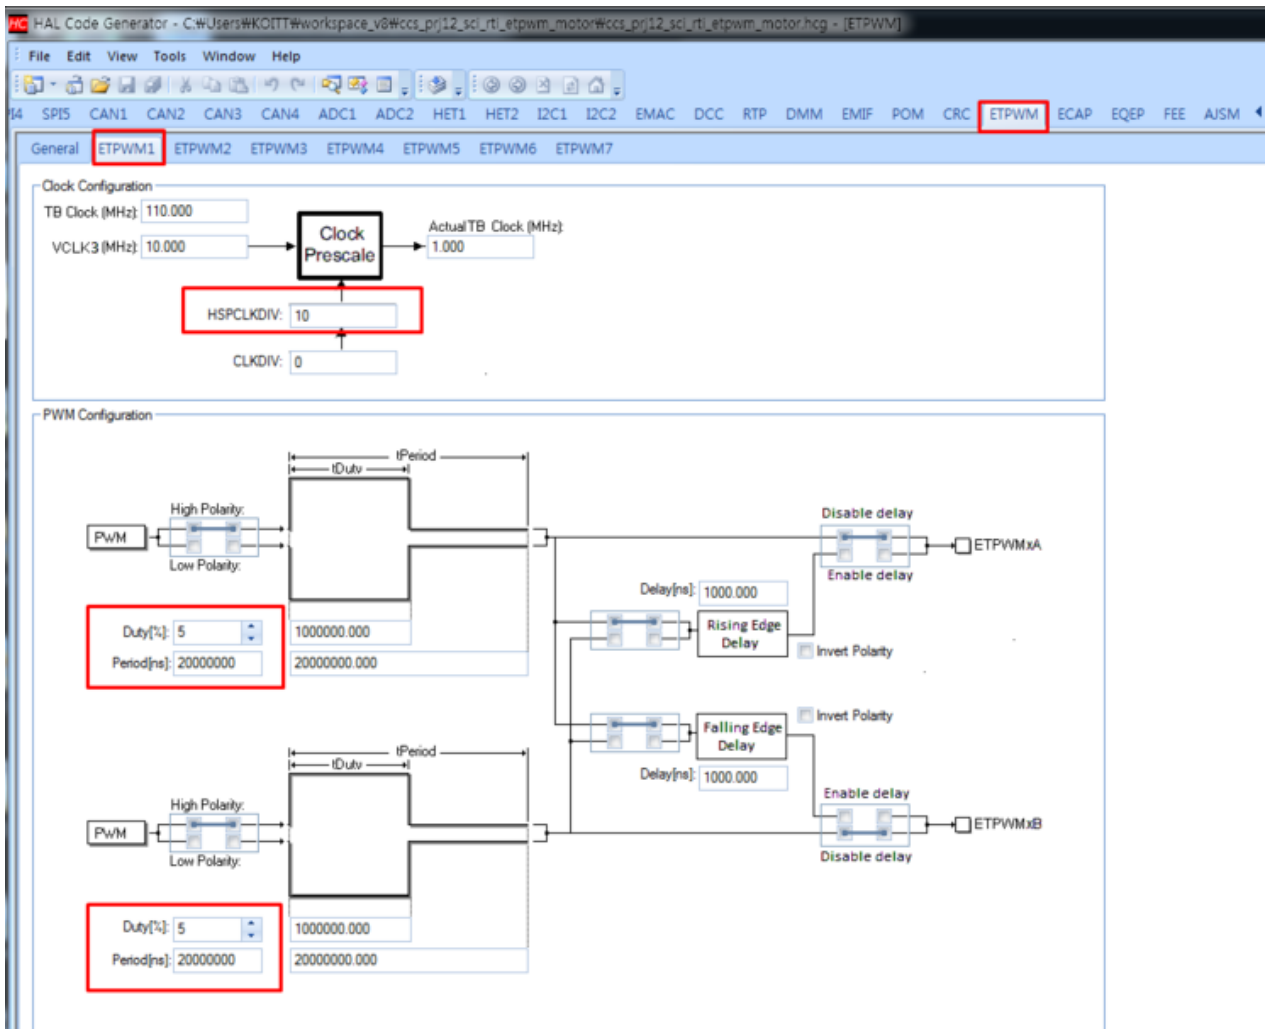 HC HAL Code Generator - C:₩Users₩KOITT₩workspace_v8₩ccs_prj12_sci_rti_etpwm_motor₩ccs_prj12_sci_rti_etpwm_motor.hcg - [ETPWM]
File Edit View Tools Window Help
I4 SPI5 CAN1 CAN2 CAN3 CAN4 ADC1 ADC2 HET1 HET2 I2C1 I2C2 EMAC DCC RTP DMM EMIF POM CRC ETPWM ECAP EQEP FEE AJSM
General ETPWM1 ETPWM2 ETPWM3 ETPWM4 ETPWM5 ETPWM6 ETPWM7
Clock Configuration
TB Clock (MHz): 110.000
VCLK3 (MHz): 10.000
Clock
Prescale
Actual TB Clock (MHz):
1.000
HSPCLKDIV: 10
CLKDIV: 0
PWM Configuration
tPeriod
tDuty
High Polarity:
PWM
Low Polarity:
Duty[%]: 5 1000000.000
Period[ns]: 20000000 20000000.000
Disable delay
ETPWMxA
Enable delay
Delay[ns]: 1000.000
Rising Edge
Delay
Invert Polarity
Invert Polarity
Falling Edge
Delay
Delay[ns]: 1000.000
tPeriod
tDuty
High Polarity:
PWM
Low Polarity:
Enable delay
ETPWMxB
Disable delay
Duty[%]: 5 1000000.000
Period[ns]: 20000000 20000000.000